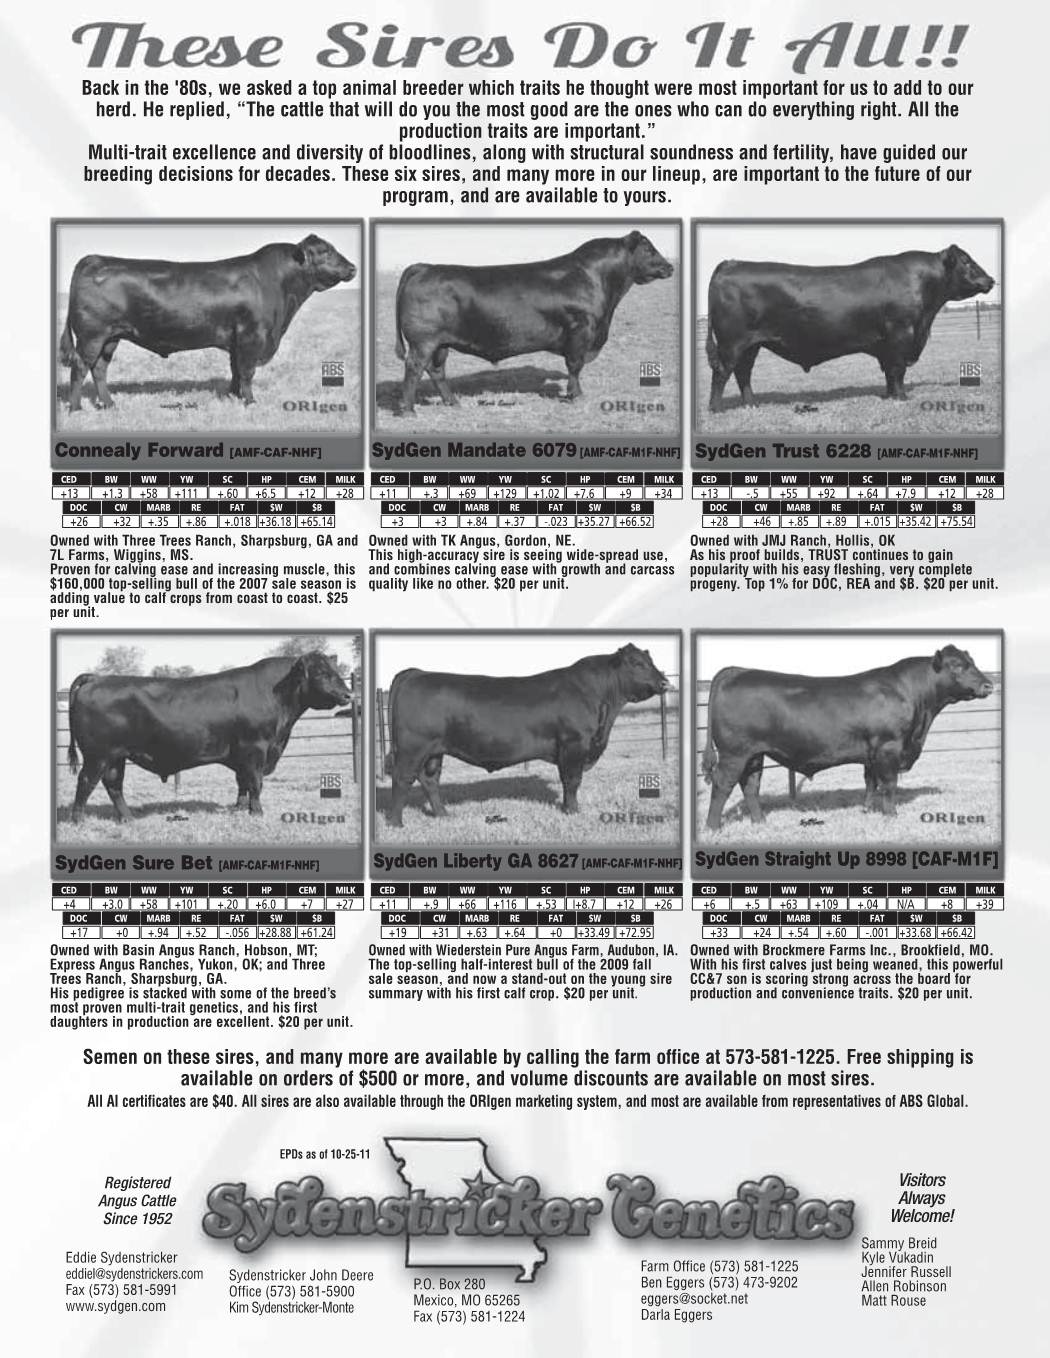 These Sires Do It All!!
Back in the '80s, we asked a top animal breeder which traits he thought were most important for us to add to our
herd. He replied, “The cattle that will do you the most good are the ones who can do everything right. All the
production traits are important.”
Multi-trait excellence and diversity of bloodlines, along with structural soundness and fertility, have guided our
breeding decisions for decades. These six sires, and many more in our lineup, are important to the future of our
program, and are available to yours.
ABS
ORIgen
Connealy Forward [AMF-CAF-NHF]
CED BW WW YW SC HP CEM MILK
+13 +1.3 +58 +111 +.60 +6.5 +12 +28
DOC CW MARB RE FAT $W $B
+26 +32 +.35 +.86 +.018 +36.18 +65.14
Owned with Three Trees Ranch, Sharpsburg, GA and
7L Farms, Wiggins, MS.
Proven for calving ease and increasing muscle, this
$160,000 top-selling bull of the 2007 sale season is
adding value to calf crops from coast to coast. $25
per unit.
ABS
ORIgen
SydGen Mandate 6079 [AMF-CAF-M1F-NHF]
CED BW WW YW SC HP CEM MILK
+11 +.3 +69 +129 +1.02 +7.6 +9 +34
DOC CW MARB RE FAT $W $B
+3 +3 +.84 +.37 -.023 +35.27 +66.52
Owned with TK Angus, Gordon, NE.
This high-accuracy sire is seeing wide-spread use,
and combines calving ease with growth and carcass
quality like no other. $20 per unit.
ABS
ORIgen
SydGen Trust 6228 [AMF-CAF-M1F-NHF]
CED BW WW YW SC HP CEM MILK
+13 -.5 +55 +92 +.64 +7.9 +12 +28
DOC CW MARB RE FAT $W $B
+28 +46 +.85 +.89 +.015 +35.42 +75.54
Owned with JMJ Ranch, Hollis, OK
As his proof builds, TRUST continues to gain
popularity with his easy fleshing, very complete
progeny. Top 1% for DOC, REA and $B. $20 per unit.
ABS
ORIgen
SydGen Sure Bet [AMF-CAF-M1F-NHF]
CED BW WW YW SC HP CEM MILK
+4 +3.0 +58 +101 +.20 +6.0 +7 +27
DOC CW MARB RE FAT $W $B
+17 +0 +.94 +.52 -.056 +28.88 +61.24
Owned with Basin Angus Ranch, Hobson, MT;
Express Angus Ranches, Yukon, OK; and Three
Trees Ranch, Sharpsburg, GA.
His pedigree is stacked with some of the breed’s
most proven multi-trait genetics, and his first
daughters in production are excellent. $20 per unit.
ABS
ORIgen
SydGen Liberty GA 8627 [AMF-CAF-M1F-NHF]
CED BW WW YW SC HP CEM MILK
+11 +.9 +66 +116 +.53 +8.7 +12 +26
DOC CW MARB RE FAT $W $B
+19 +31 +.63 +.64 +0 +33.49 +72.95
Owned with Wiederstein Pure Angus Farm, Audubon, IA.
The top-selling half-interest bull of the 2009 fall
sale season, and now a stand-out on the young sire
summary with his first calf crop. $20 per unit.
ORIgen
SydGen Straight Up 8998 [CAF-M1F]
CED BW WW YW SC HP CEM MILK
+6 +.5 +63 +109 +.04 N/A +8 +39
DOC CW MARB RE FAT $W $B
+33 +24 +.54 +.60 -.001 +33.68 +66.42
Owned with Brockmere Farms Inc., Brookfield, MO.
With his first calves just being weaned, this powerful
CC&7 son is scoring strong across the board for
production and convenience traits. $20 per unit.
Semen on these sires, and many more are available by calling the farm office at 573-581-1225. Free shipping is
available on orders of $500 or more, and volume discounts are available on most sires.
All AI certificates are $40. All sires are also available through the ORIgen marketing system, and most are available from representatives of ABS Global.
EPDs as of 10-25-11
Registered
Angus Cattle
Since 1952
Sydenstricker Genetics
Visitors
Always
Welcome!
Eddie Sydenstricker
eddiel@sydenstrickers.com
Fax (573) 581-5991
www.sydgen.com
Sydenstricker John Deere
Office (573) 581-5900
Kim Sydenstricker-Monte
P.O. Box 280
Mexico, MO 65265
Fax (573) 581-1224
Farm Office (573) 581-1225
Ben Eggers (573) 473-9202
eggers@socket.net
Darla Eggers
Sammy Breid
Kyle Vukadin
Jennifer Russell
Allen Robinson
Matt Rouse